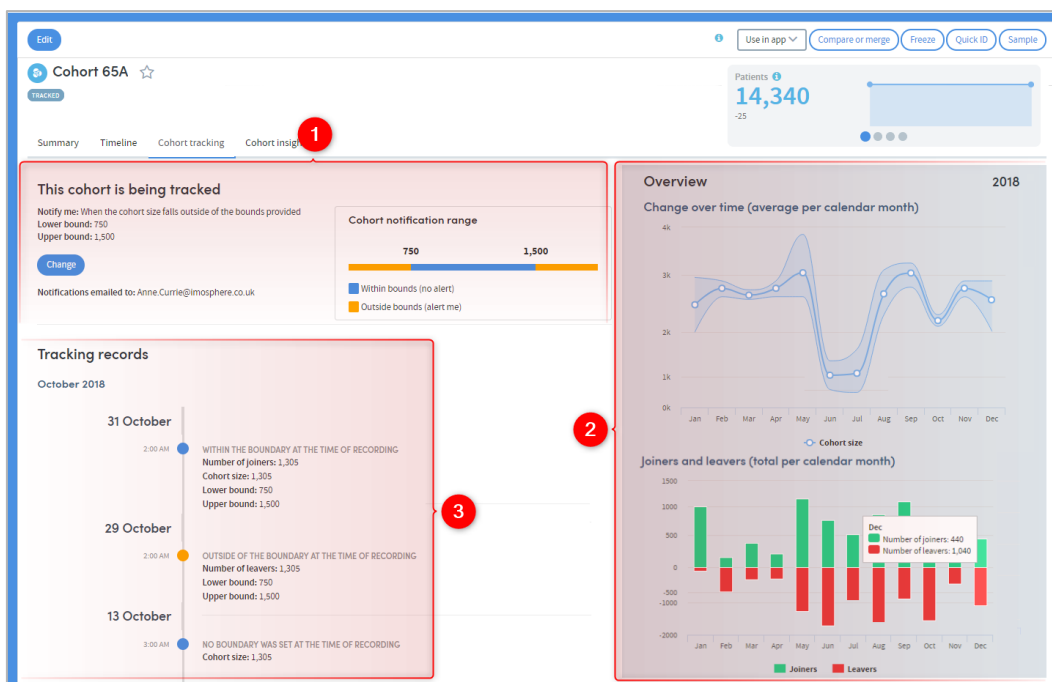 Edit
Use in app
Compare or merge
Freeze
Quick ID
Sample
Cohort 65A
TRACKED
Patients
14,340
-25
Summary
Timeline
Cohort tracking
Cohort
1
This cohort is being tracked
Notify me: When the cohort size falls outside of the bounds provided
Lower bound: 750
Upper bound: 1,500
Change
Notifications emailed to: Anne.Currie@imosphere.co.uk
Cohort notification range
750 1,500
Within bounds (no alert)
Outside bounds (alert me)
Tracking records
October 2018
31 October
2:00 AM
WITHIN THE BOUNDARY AT THE TIME OF RECORDING
Number of joiners: 1,305
Cohort size: 1,305
Lower bound: 750
Upper bound: 1,500
29 October
2:00 AM
OUTSIDE OF THE BOUNDARY AT THE TIME OF RECORDING
Number of leavers: 1,305
Lower bound: 750
Upper bound: 1,500
13 October
3:00 AM
NO BOUNDARY WAS SET AT THE TIME OF RECORDING
Cohort size: 1,305
3
2
Overview 2018
Change over time (average per calendar month)
4k
3k
2k
1k
0k
Jan Feb Mar Apr May Jun Jul Aug Sep Oct Nov Dec
Cohort size
Joiners and leavers (total per calendar month)
1500
500
0
-500
-1000
-2000
Dec
Number of joiners: 440
Number of leavers: 1,040
Jan Feb Mar Apr May Jun Jul Aug Sep Oct Nov Dec
Joiners Leavers